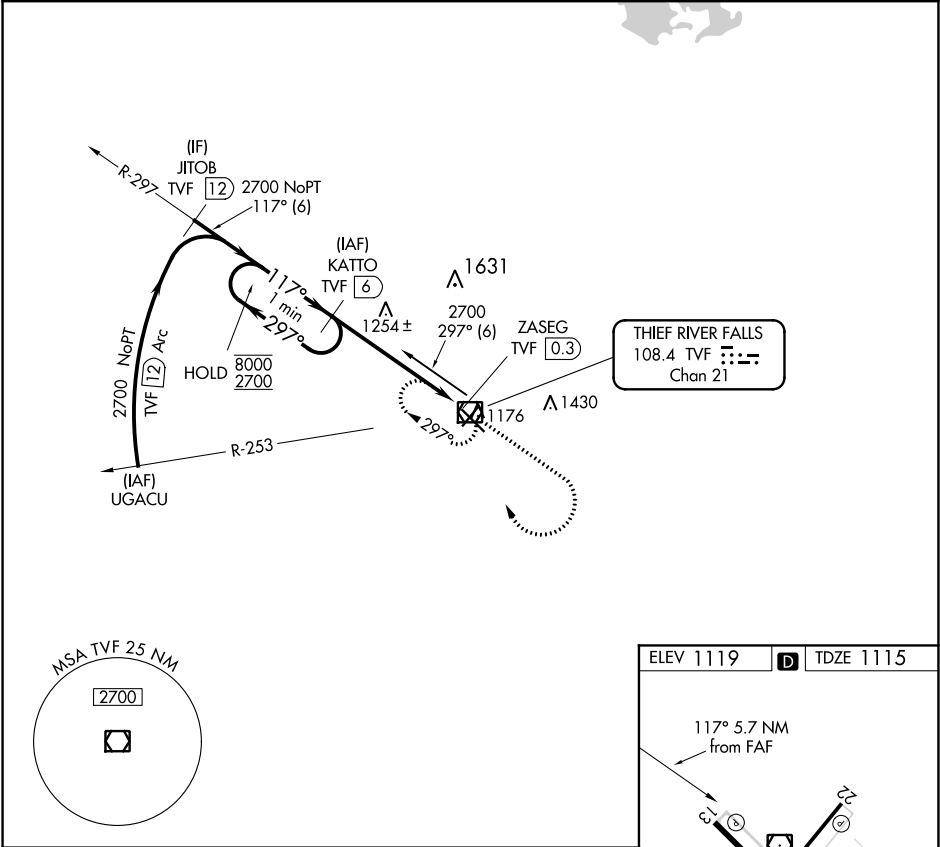 (IF)
JITOB
TVF 12
R-297
2700 NoPT
117° (6)
(IAF)
KATTO
TVF 6
1631
1254 ±
2700
297° (6)
ZASEG
TVF 0.3
THIEF RIVER FALLS
108.4 TVF
Chan 21
117°
1 min
297°
HOLD 8000
2700
2700 NoPT
TVF 12 Arc
1176
1430
297°
R-253
(IAF)
UGACU
MSA TVF 25 NM
2700
ELEV 1119 D TDZE 1115
117° 5.7 NM
from FAF
13
P
22
P